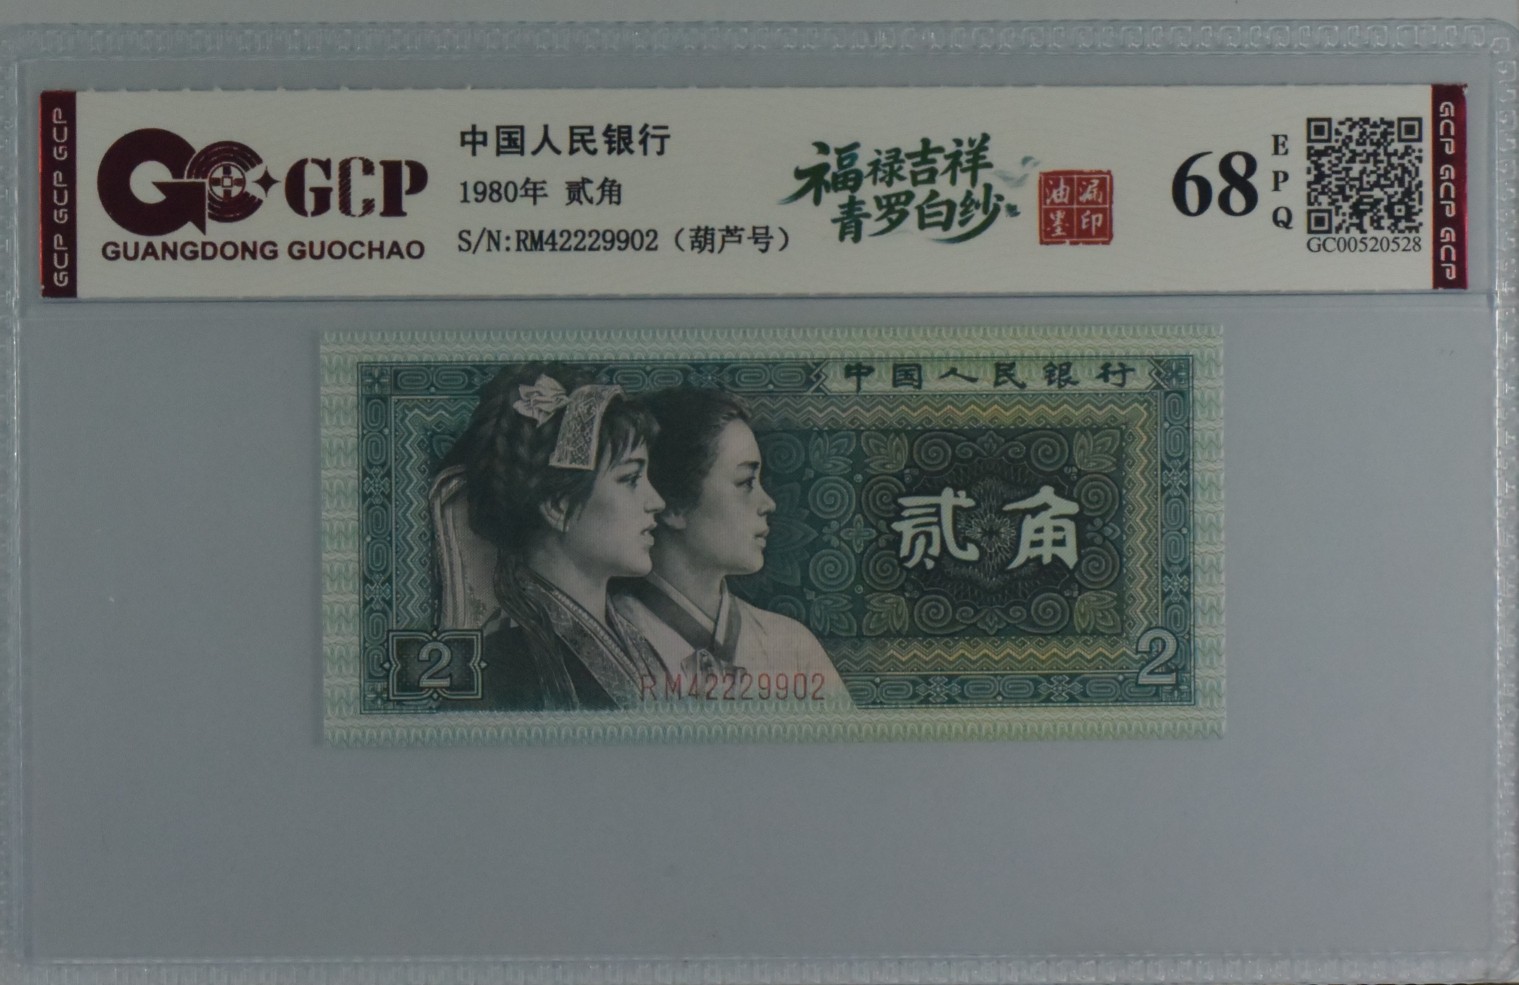 GCP GCP GCP
GCP
GUANGDONG GUOCHAO
中国人民银行
1980年 贰角
S/N:RM42229902（葫芦号）
福禄吉祥
青罗白纱
油漏
墨印
68
EPQ
GC00520528
GCP GCP GCP
中国人民银行
贰角
2
2
RM42229902